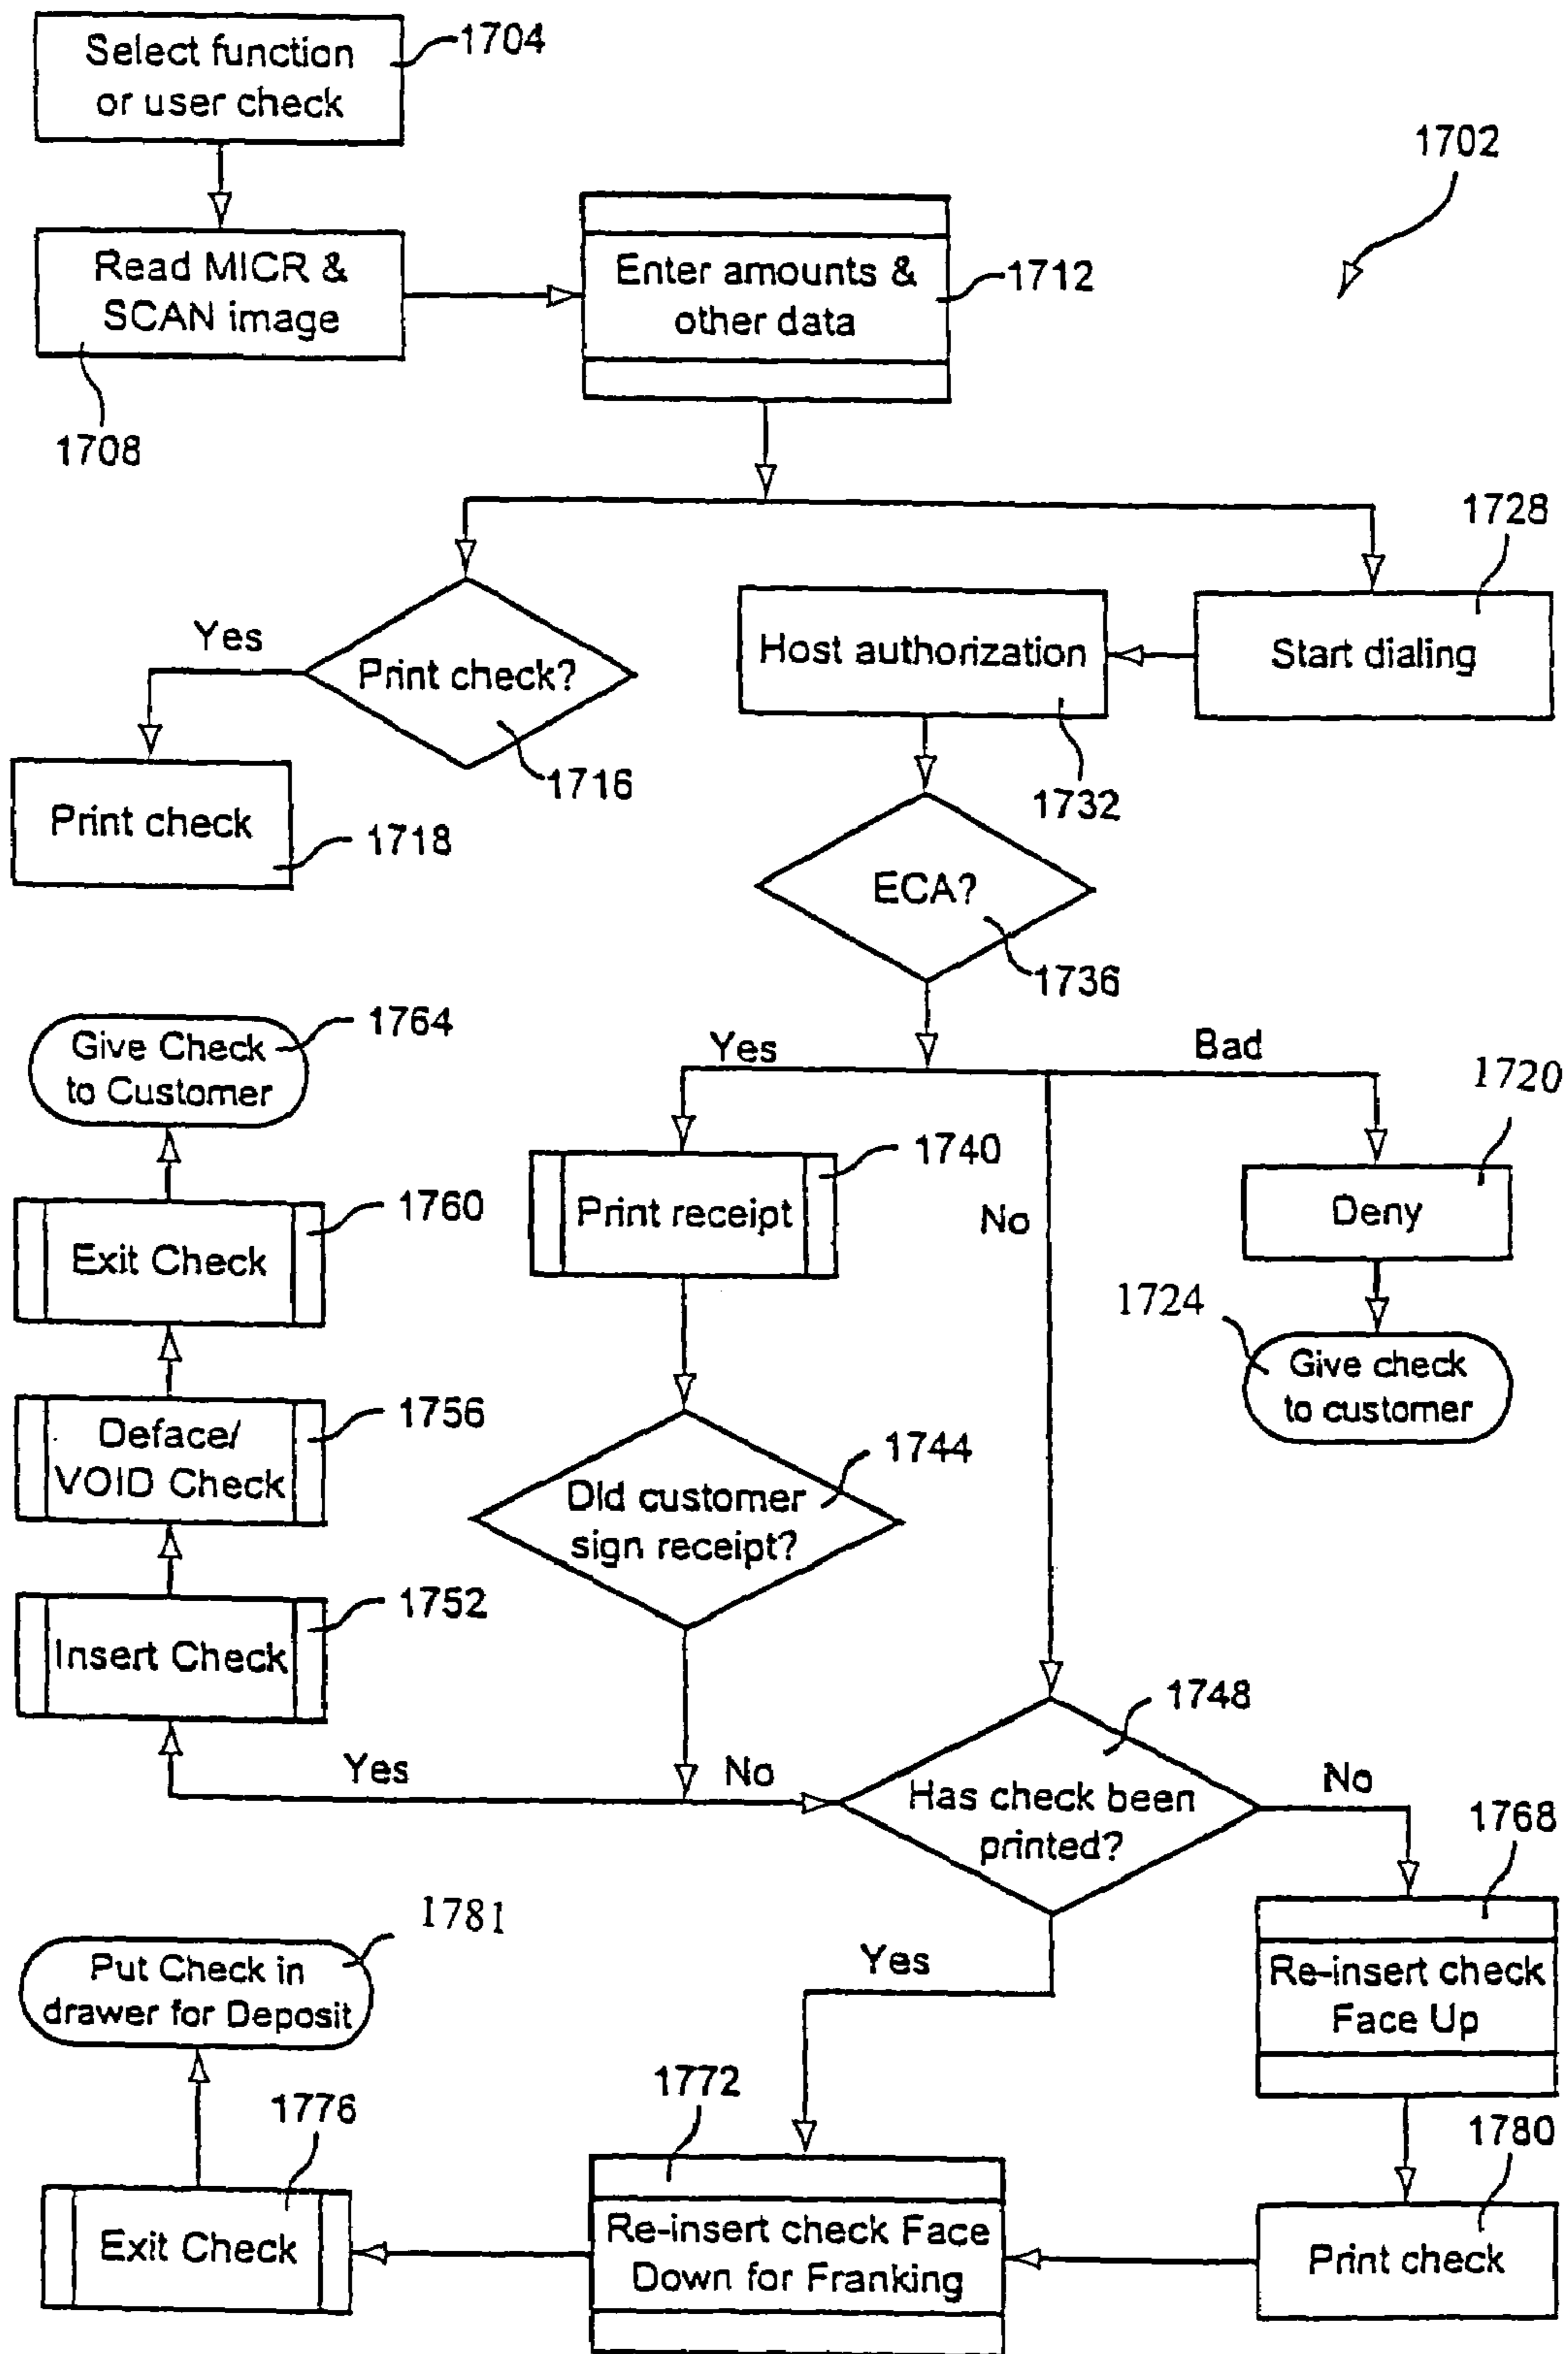 Select function
or user check
1704
1702
Read MICR &
SCAN image
1708
Enter amounts &
other data
1712
1728
Yes
Print check?
1716
Host authorization
1732
Start dialing
Print check
1718
ECA?
1736
Give Check
to Customer
1764
Yes
Bad
1720
Print receipt
1740
No
Deny
Exit Check
1760
1724
Give check
to customer
Deface/
VOID Check
1756
Did customer
sign receipt?
1744
Insert Check
1752
Yes
No
1748
Has check been
printed?
No
1768
Re-insert check
Face Up
1781
Put Check in
drawer for Deposit
Yes
1776
1772
1780
Exit Check
Re-insert check Face
Down for Franking
Print check